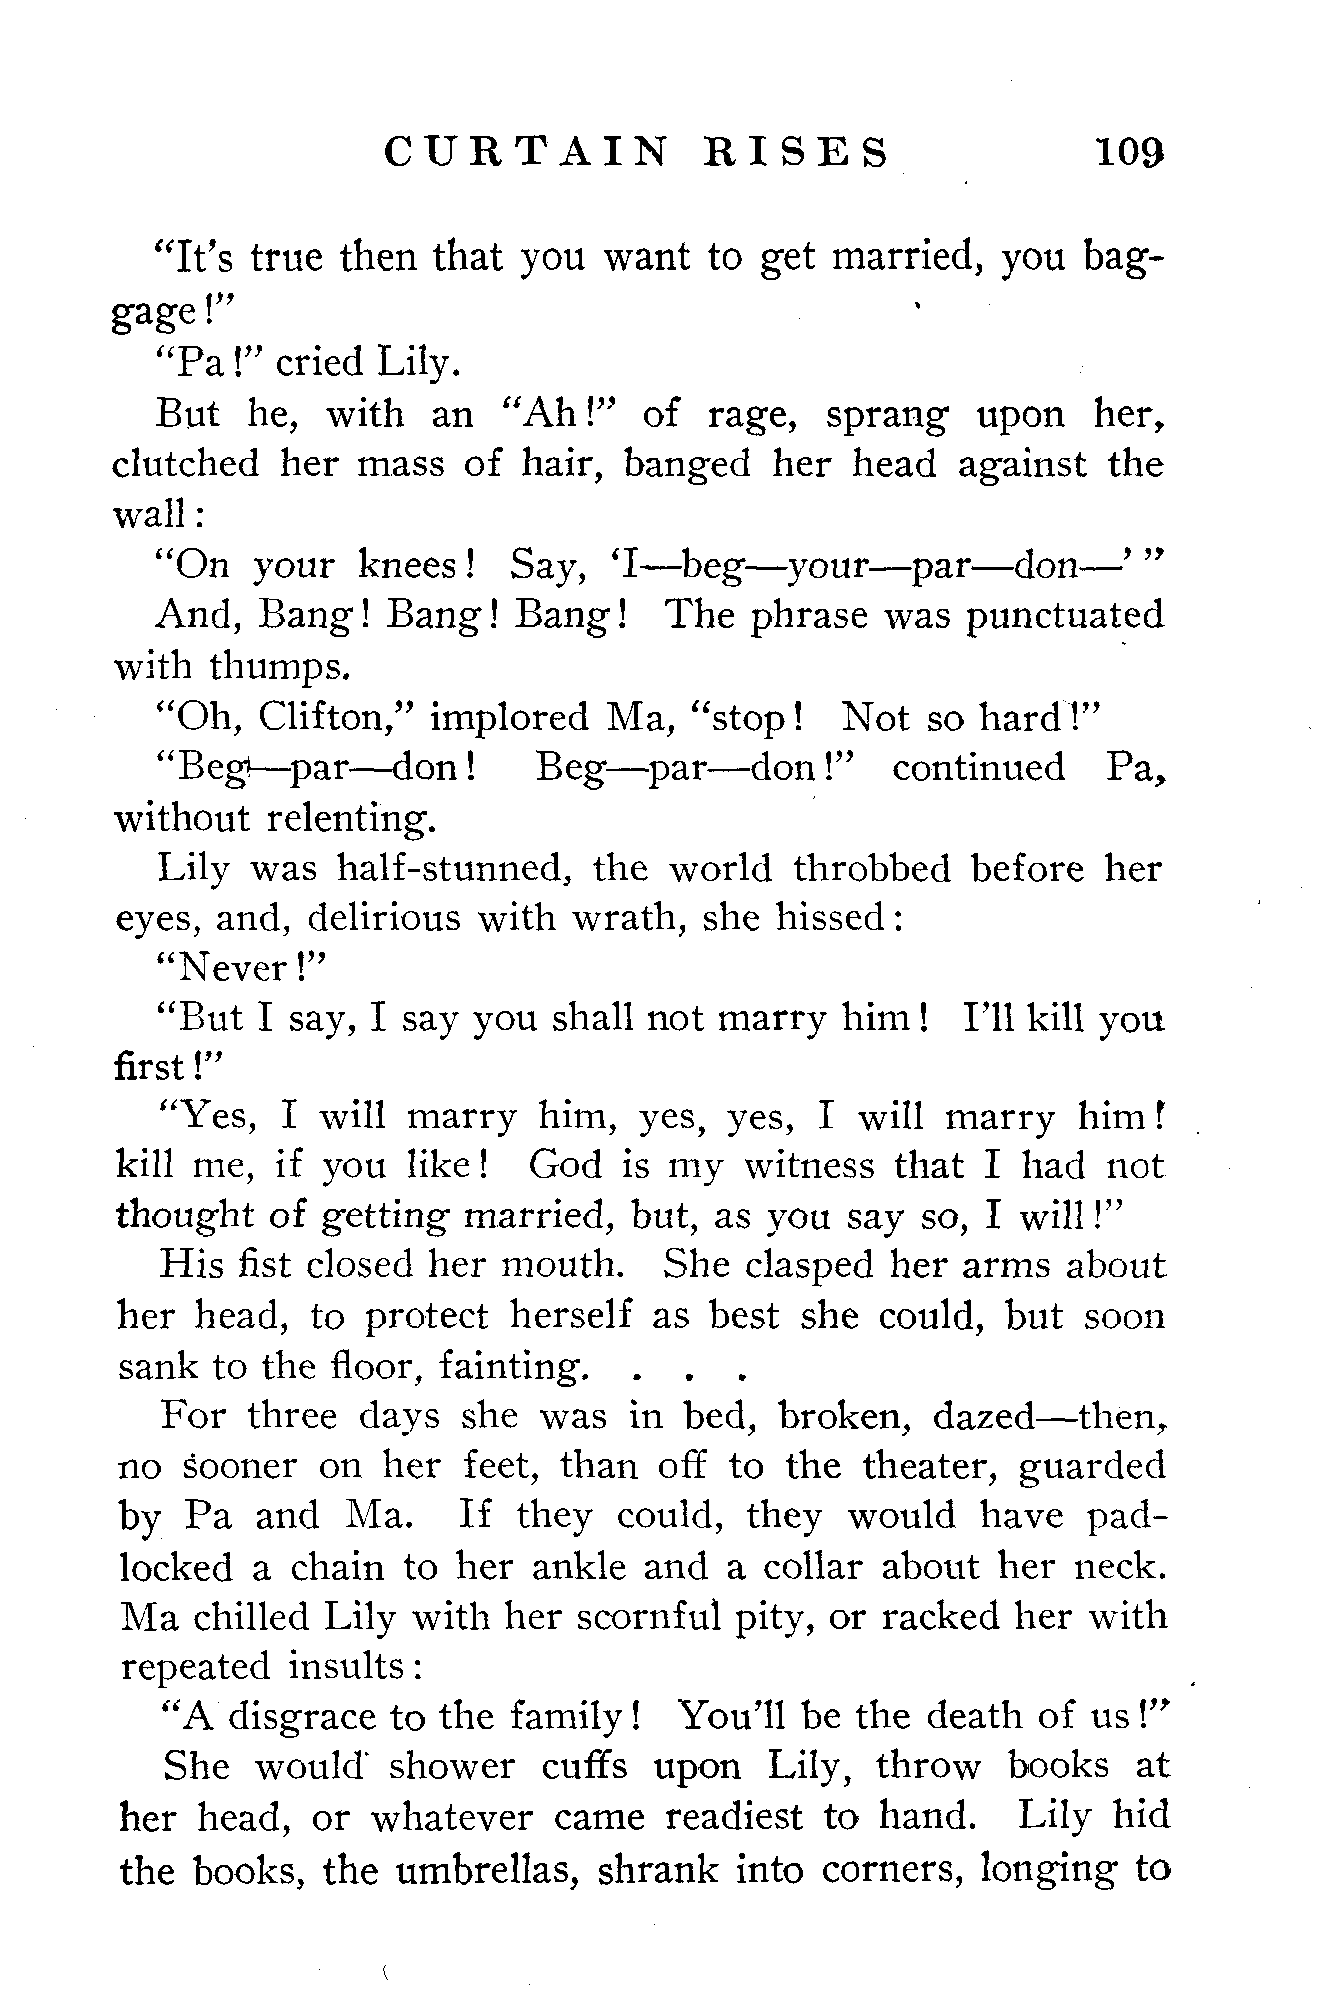 CURTAIN RISES 109
“It’s true then that you want to get married, you bag-
gage!”
“Pa!” cried Lily.
But he, with an “Ah!” of rage, sprang upon her,
clutched her mass of hair, banged her head against the
wall:
“On your knees! Say, ‘I—beg—your—par—don—’ ”
And, Bang! Bang! Bang! The phrase was punctuated
with thumps.
“Oh, Clifton,” implored Ma, “stop! Not so hard!”
“Beg—par—don! Beg—par—don!” continued Pa,
without relenting.
Lily was half-stunned, the world throbbed before her
eyes, and, delirious with wrath, she hissed:
“Never!”
“But I say, I say you shall not marry him! I’ll kill you
first!”
“Yes, I will marry him, yes, yes, I will marry him!
kill me, if you like! God is my witness that I had not
thought of getting married, but, as you say so, I will!”
His fist closed her mouth. She clasped her arms about
her head, to protect herself as best she could, but soon
sank to the floor, fainting. . . .
For three days she was in bed, broken, dazed—then,
no sooner on her feet, than off to the theater, guarded
by Pa and Ma. If they could, they would have pad-
locked a chain to her ankle and a collar about her neck.
Ma chilled Lily with her scornful pity, or racked her with
repeated insults:
“A disgrace to the family! You’ll be the death of us!”
She would shower cuffs upon Lily, throw books at
her head, or whatever came readiest to hand. Lily hid
the books, the umbrellas, shrank into corners, longing to